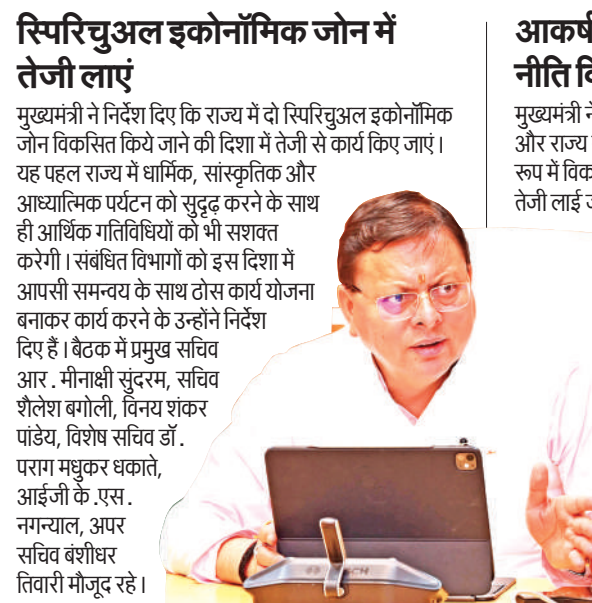 स्पिरिचुअल इकोनॉमिक जोन में
तेजी लाएं
मुख्यमंत्री ने निर्देश दिए कि राज्य में दो स्पिरिचुअल इकोनॉमिक
जोन विकसित किये जाने की दिशा में तेजी से कार्य किए जाएं।
यह पहल राज्य में धार्मिक, सांस्कृतिक और
आध्यात्मिक पर्यटन को सुदृढ़ करने के साथ
ही आर्थिक गतिविधियों को भी सशक्त
करेगी। संबंधित विभागों को इस दिशा में
आपसी समन्वय के साथ ठोस कार्य योजना
बनाकर कार्य करने के उन्होंने निर्देश
दिए हैं। बैठक में प्रमुख सचिव
आर. मीनाक्षी सुंदरम, सचिव
शैलेश बगोली, विनय शंकर
पांडेय, विशेष सचिव डॉ.
पराग मधुकर धकाते,
आईजी के.एस.
नगन्याल, अपर
सचिव बंशीधर
तिवारी मौजूद रहे।
आकर्ष
नीति वि
मुख्यमंत्री ने
और राज्य
रूप में विक
तेजी लाई ज
BOSCH